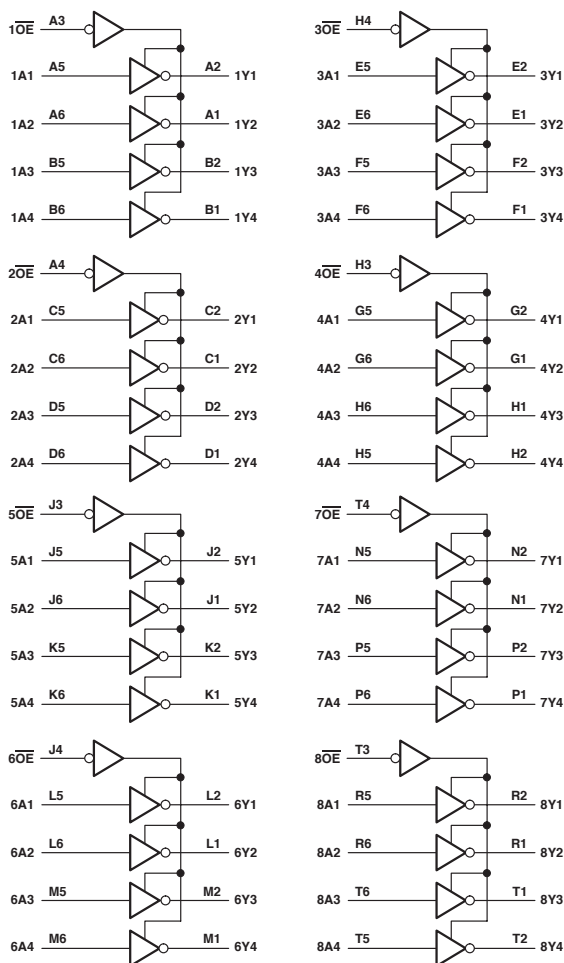 1OE A3
1A1 A5 A2 1Y1
1A2 A6 A1 1Y2
1A3 B5 B2 1Y3
1A4 B6 B1 1Y4
2OE A4
2A1 C5 C2 2Y1
2A2 C6 C1 2Y2
2A3 D5 D2 2Y3
2A4 D6 D1 2Y4
5OE J3
5A1 J5 J2 5Y1
5A2 J6 J1 5Y2
5A3 K5 K2 5Y3
5A4 K6 K1 5Y4
6OE J4
6A1 L5 L2 6Y1
6A2 L6 L1 6Y2
6A3 M5 M2 6Y3
6A4 M6 M1 6Y4
3OE H4
3A1 E5 E2 3Y1
3A2 E6 E1 3Y2
3A3 F5 F2 3Y3
3A4 F6 F1 3Y4
4OE H3
4A1 G5 G2 4Y1
4A2 G6 G1 4Y2
4A3 H6 H1 4Y3
4A4 H5 H2 4Y4
7OE T4
7A1 N5 N2 7Y1
7A2 N6 N1 7Y2
7A3 P5 P2 7Y3
7A4 P6 P1 7Y4
8OE T3
8A1 R5 R2 8Y1
8A2 R6 R1 8Y2
8A3 T6 T1 8Y3
8A4 T5 T2 8Y4